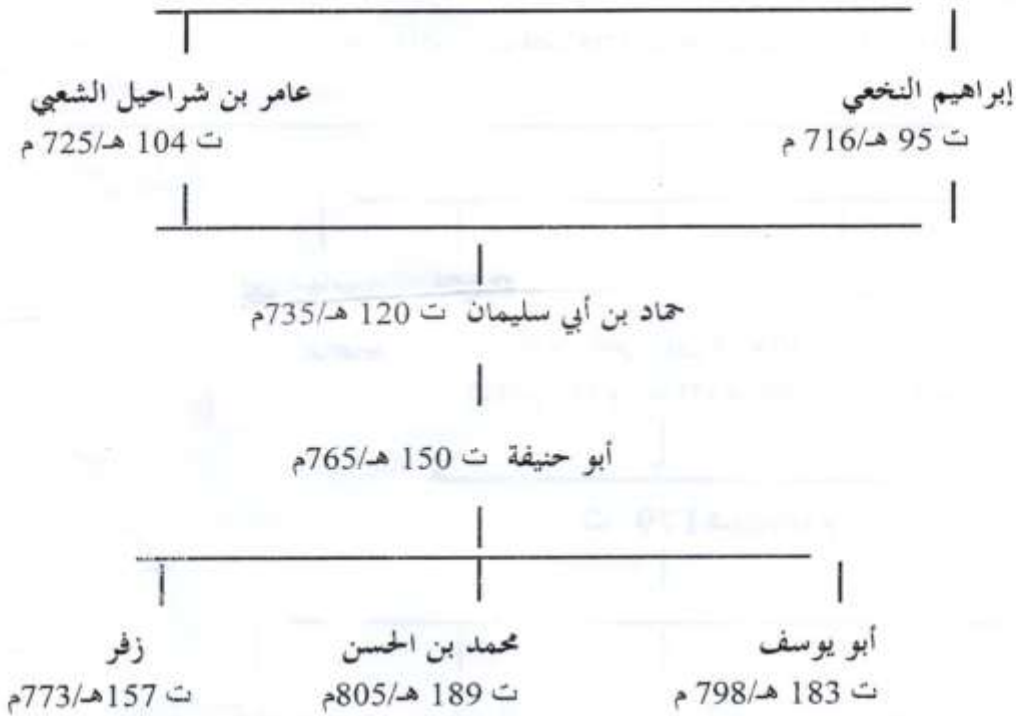 إبراهيم النخعي
ت 95 هـ/716 م
عامر بن شراحيل الشعبي
ت 104 هـ/725 م
حماد بن أبي سليمان ت 120 هـ/735م
أبو حنيفة ت 150 هـ/765م
أبو يوسف
ت 183 هـ/798 م
محمد بن الحسن
ت 189 هـ/805م
زفر
ت 157هـ/773م